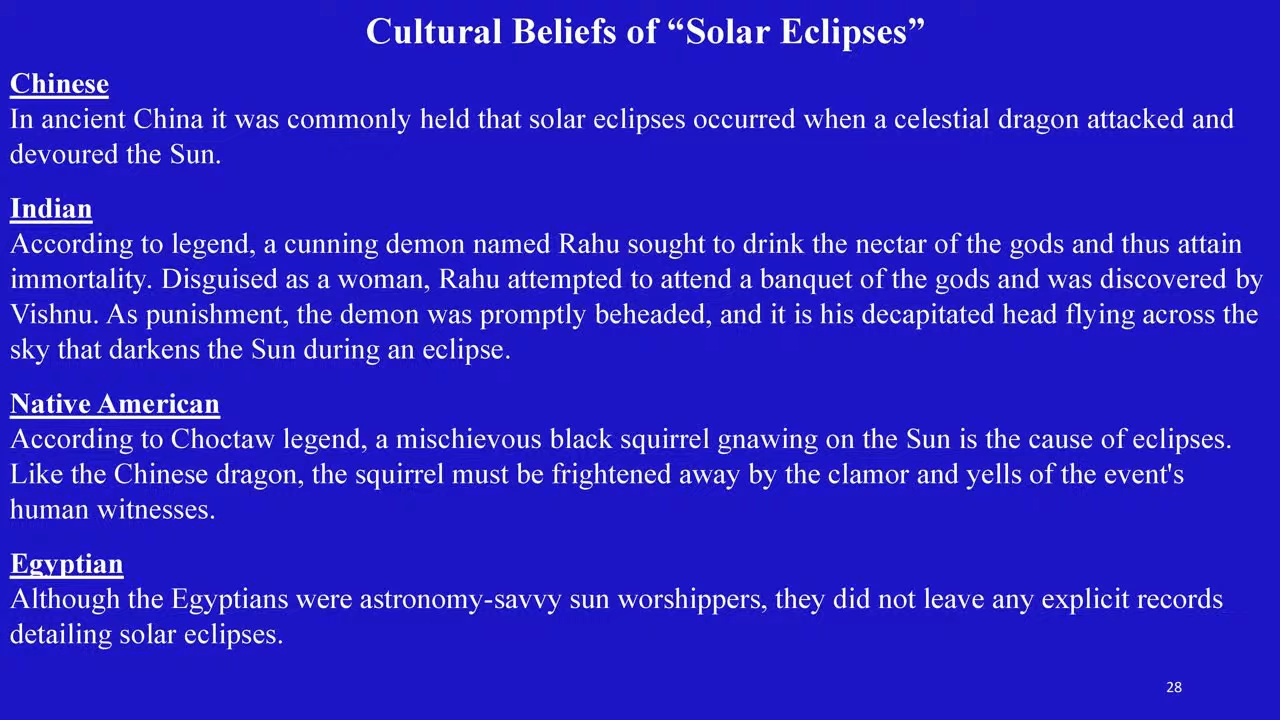 Cultural Beliefs of “Solar Eclipses”
Chinese
In ancient China it was commonly held that solar eclipses occurred when a celestial dragon attacked and
devoured the Sun.
Indian
According to legend, a cunning demon named Rahu sought to drink the nectar of the gods and thus attain
immortality. Disguised as a woman, Rahu attempted to attend a banquet of the gods and was discovered by
Vishnu. As punishment, the demon was promptly beheaded, and it is his decapitated head flying across the
sky that darkens the Sun during an eclipse.
Native American
According to Choctaw legend, a mischievous black squirrel gnawing on the Sun is the cause of eclipses.
Like the Chinese dragon, the squirrel must be frightened away by the clamor and yells of the event's
human witnesses.
Egyptian
Although the Egyptians were astronomy-savvy sun worshippers, they did not leave any explicit records
detailing solar eclipses.
28